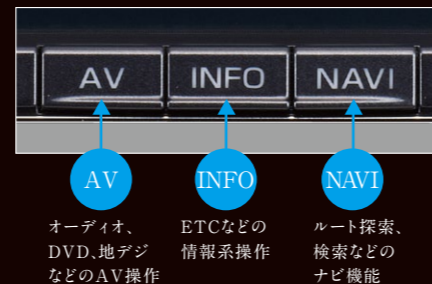 AV INFO NAVI
AV INFO NAVI
オーディオ、
DVD、地デジ
などのAV操作
ETCなどの
情報系操作
ルート探索、
検索などの
ナビ機能